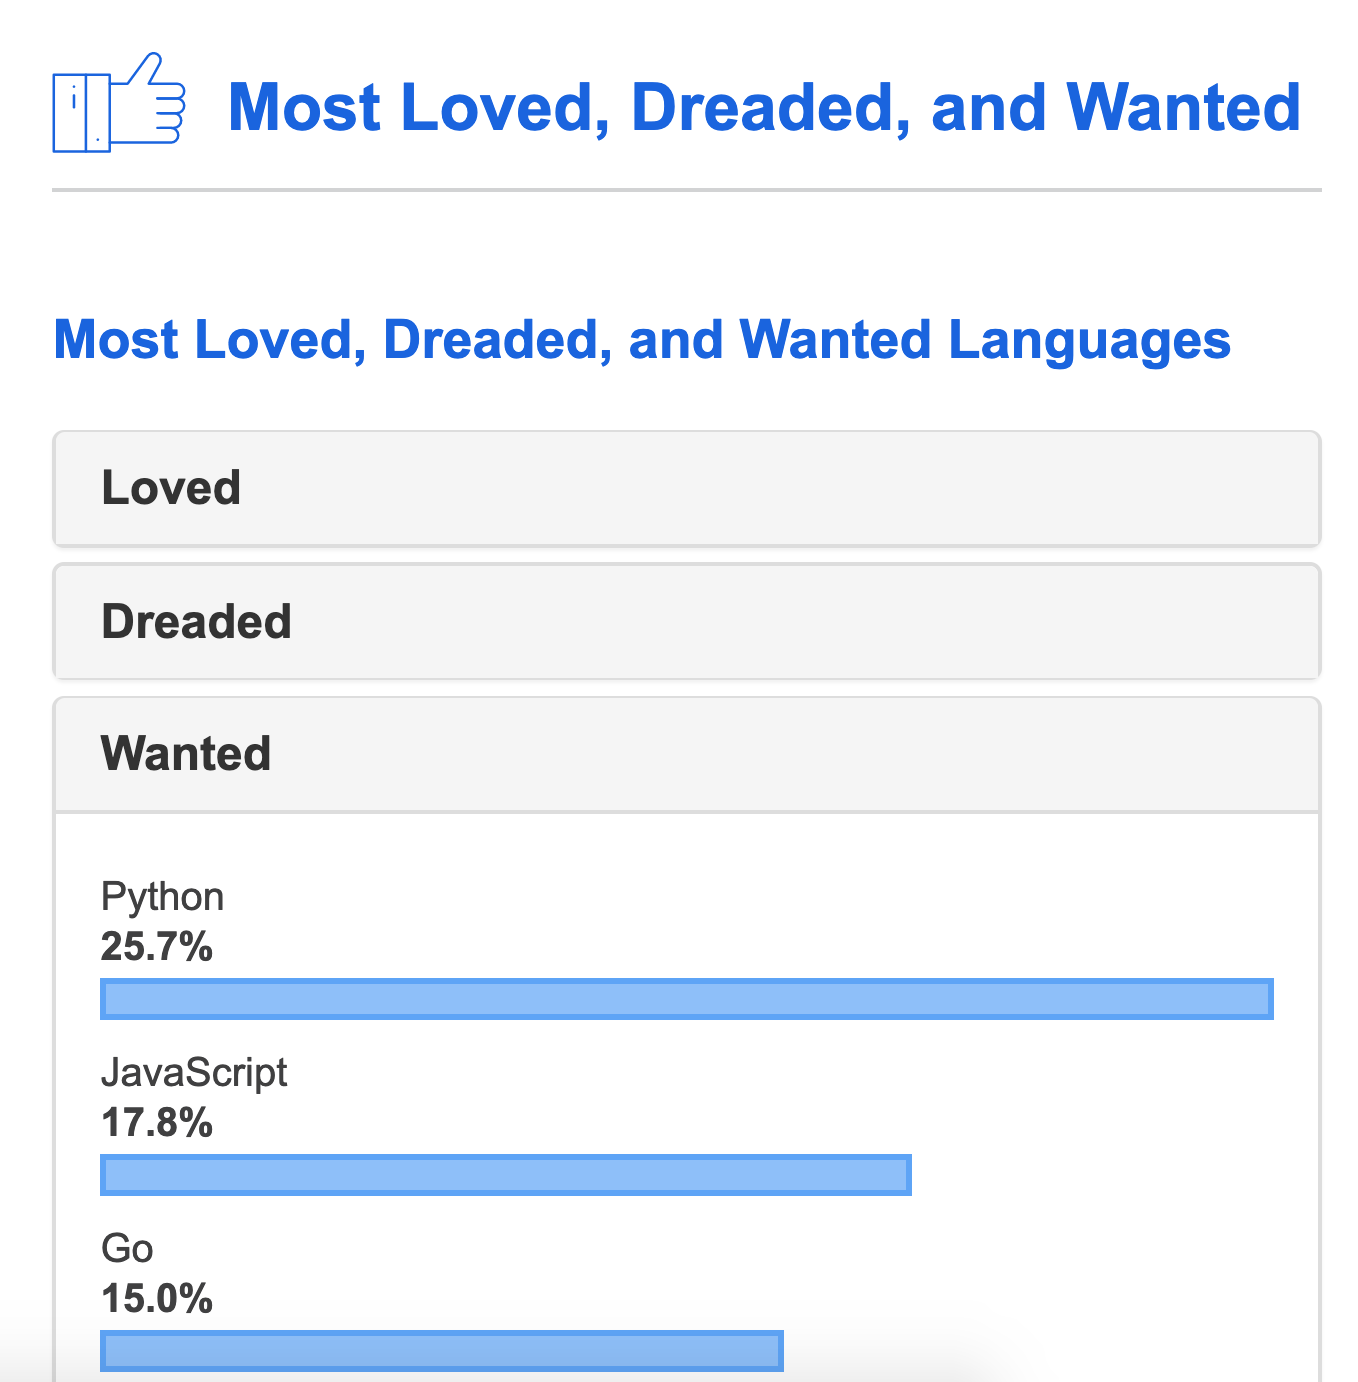 Most Loved, Dreaded, and Wanted
Most Loved, Dreaded, and Wanted Languages
Loved
Dreaded
Wanted
Python
25.7%
JavaScript
17.8%
Go
15.0%